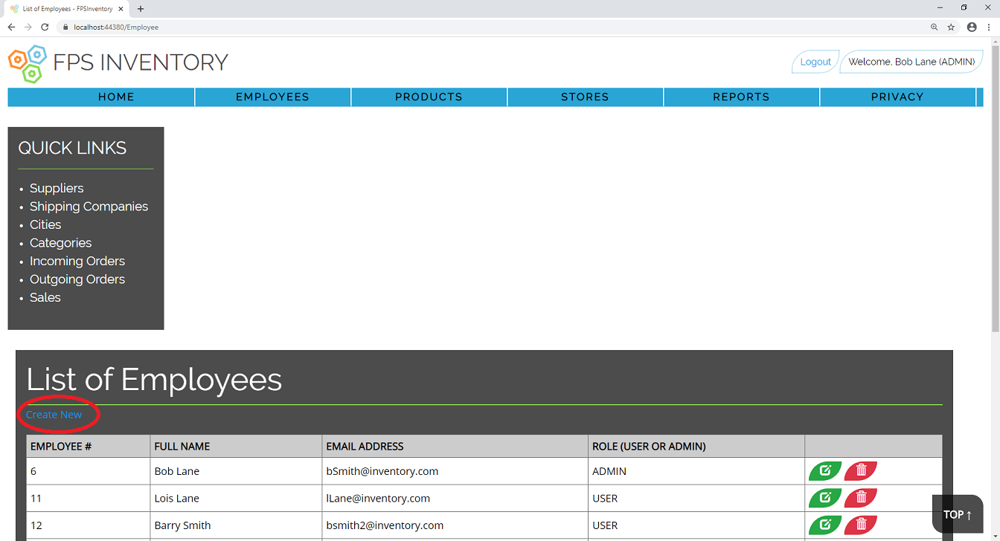 List of Employees - FPSInventory
localhost:44380/Employee
FPS INVENTORY
Logout
Welcome, Bob Lane (ADMIN)
HOME EMPLOYEES PRODUCTS STORES REPORTS PRIVACY
QUICK LINKS
Suppliers
Shipping Companies
Cities
Categories
Incoming Orders
Outgoing Orders
Sales
List of Employees
Create New
EMPLOYEE # FULL NAME EMAIL ADDRESS ROLE (USER OR ADMIN)
6 Bob Lane bSmith@inventory.com ADMIN
11 Lois Lane lLane@inventory.com USER
12 Barry Smith bsmith2@inventory.com USER
TOP ↑